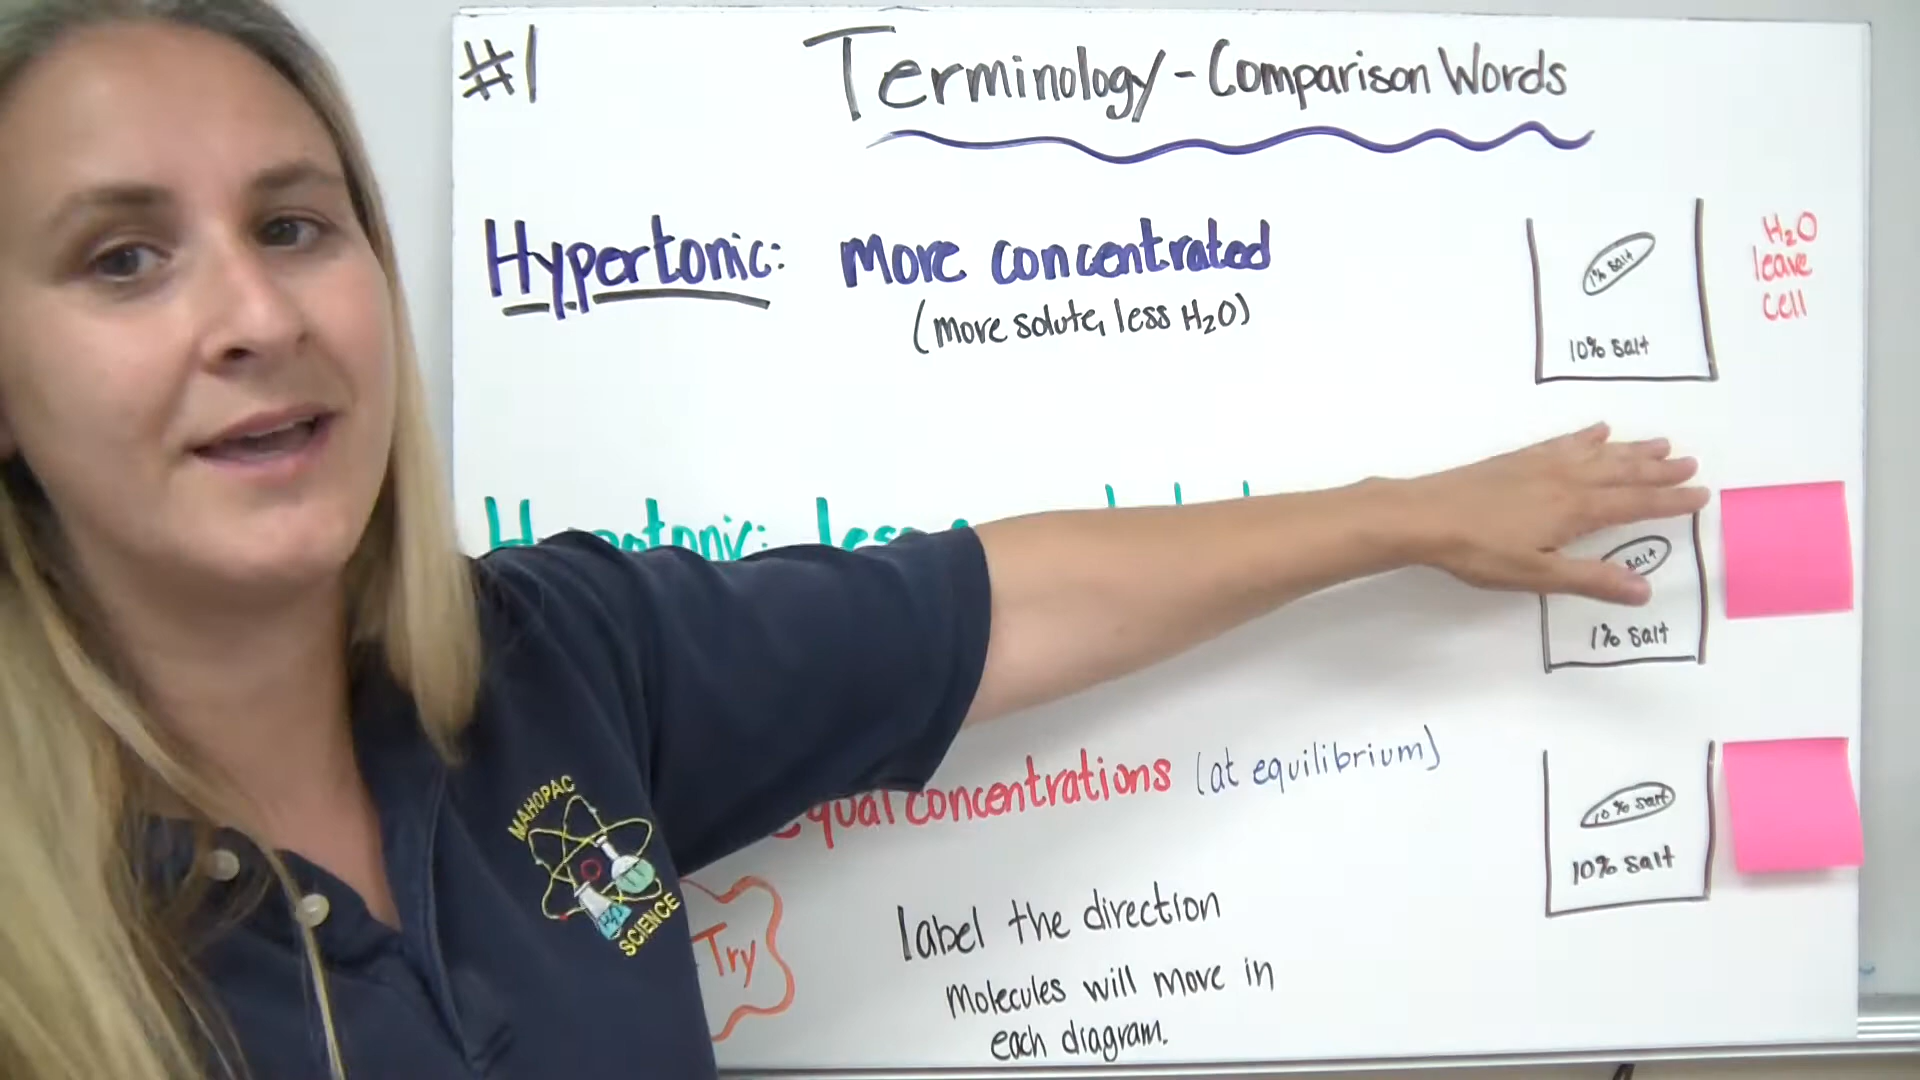 #1
Terminology - Comparison Words
Hypertonic: more concentrated
(more solute, less H₂O)
1% salt
10% salt
H₂O
leave
cell
Hypotonic: less
salt
1% salt
equal concentrations (at equilibrium)
10% salt
10% salt
Try
label the direction
molecules will move in
each diagram.
MAHOPAC
SCIENCE